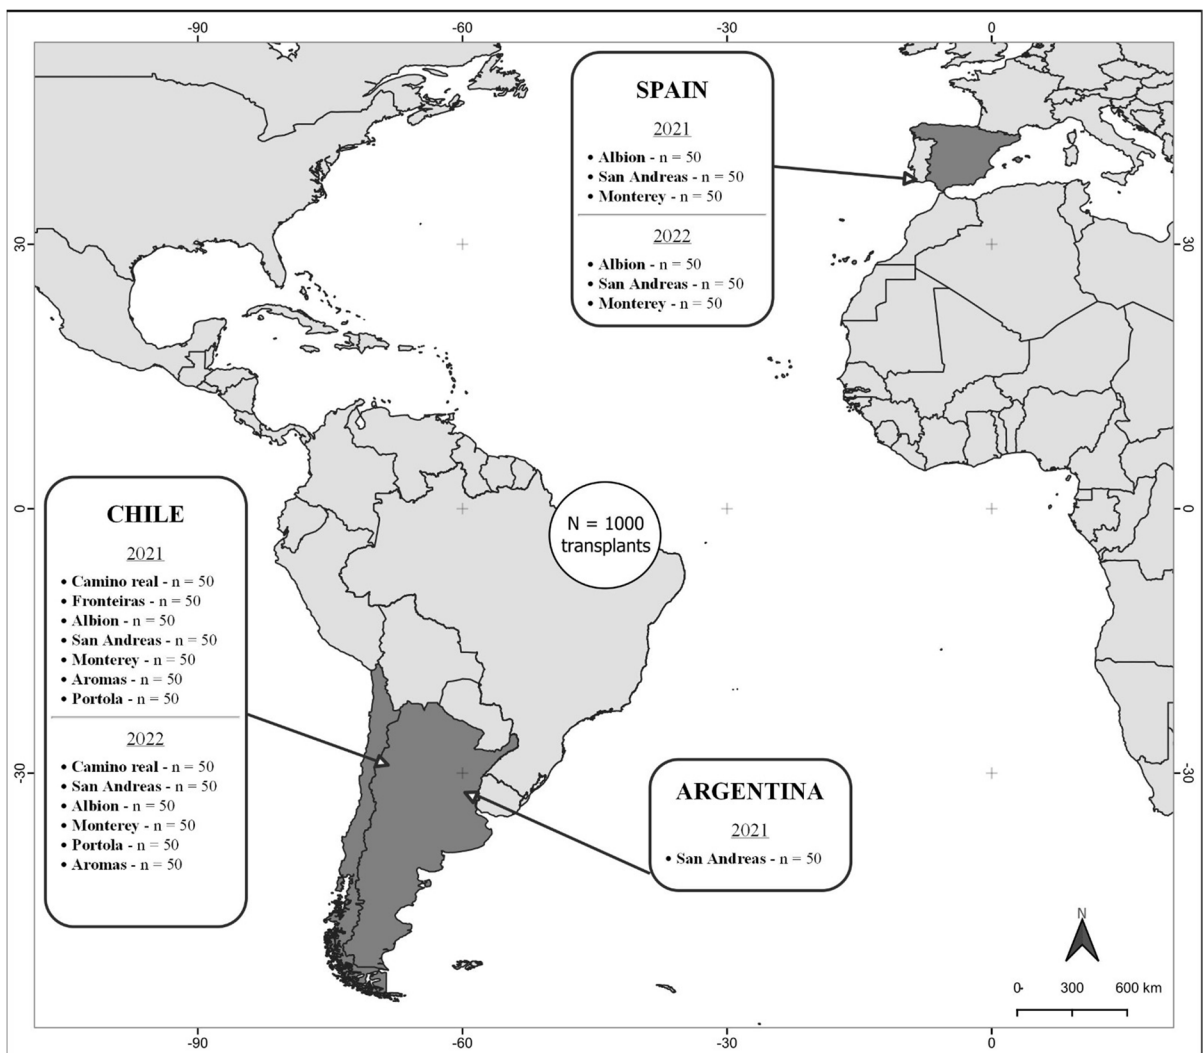 -90 -60 -30 0
SPAIN
2021
• Albion - n = 50
• San Andreas - n = 50
• Monterey - n = 50
2022
• Albion - n = 50
• San Andreas - n = 50
• Monterey - n = 50
30 30
CHILE
2021
• Camino real - n = 50
• Fronteiras - n = 50
• Albion - n = 50
• San Andreas - n = 50
• Monterey - n = 50
• Aromas - n = 50
• Portola - n = 50
2022
• Camino real - n = 50
• San Andreas - n = 50
• Albion - n = 50
• Monterey - n = 50
• Portola - n = 50
• Aromas - n = 50
0 0
N = 1000
transplants
-30 -30
ARGENTINA
2021
• San Andreas - n = 50
N
0 300 600 km
-90 -60 -30 0